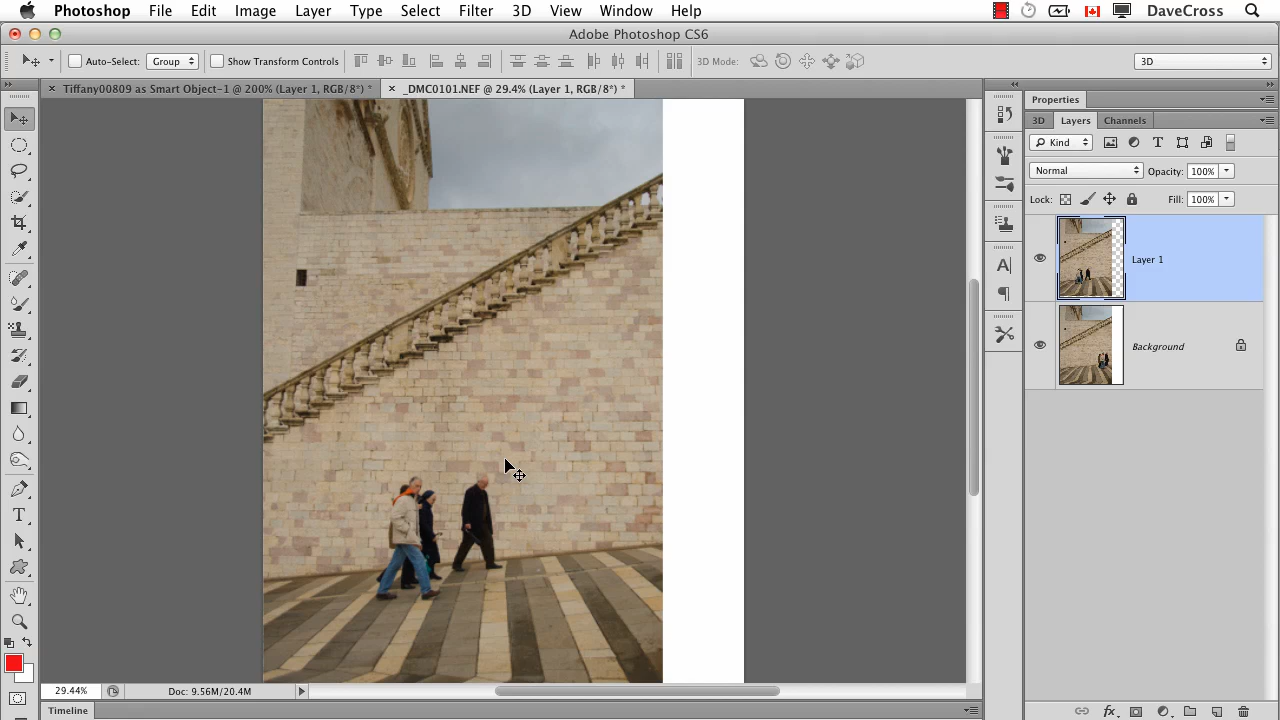 Photoshop File Edit Image Layer Type Select Filter 3D View Window Help DaveCross
Adobe Photoshop CS6
Auto-Select: Group Show Transform Controls 3D Mode: 3D
Tiffany00809 as Smart Object-1 @ 200% (Layer 1, RGB/8*) * _DMC0101.NEF @ 29.4% (Layer 1, RGB/8*) *
Properties
3D Layers Channels
Kind
Normal Opacity: 100%
Lock: Fill: 100%
Layer 1
Background
A
T
29.44% Doc: 9.56M/20.4M
fx
Timeline